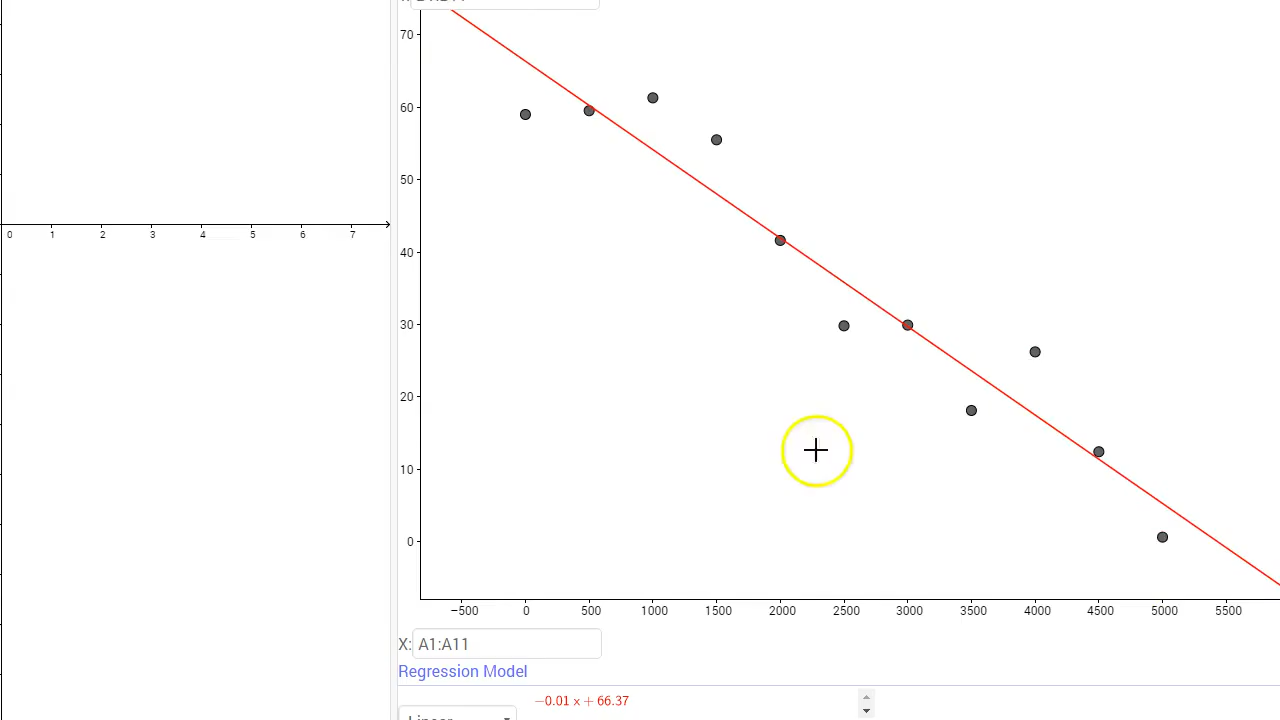 70
60
50
40
30
20
10
0
0 1 2 3 4 5 6 7
−500 0 500 1000 1500 2000 2500 3000 3500 4000 4500 5000 5500
X: A1:A11
Regression Model
−0.01 x + 66.37
Linear